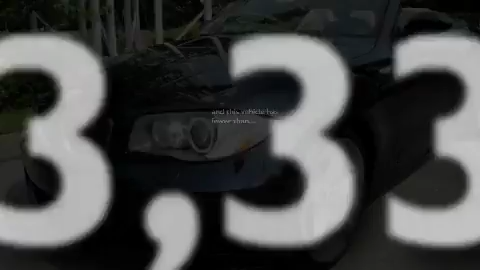 and this vehicle has
fewer than...
3,33